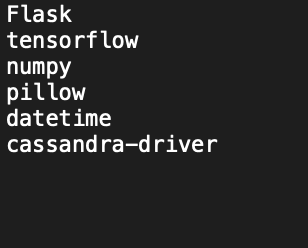 Flask
tensorflow
numpy
pillow
datetime
cassandra-driver